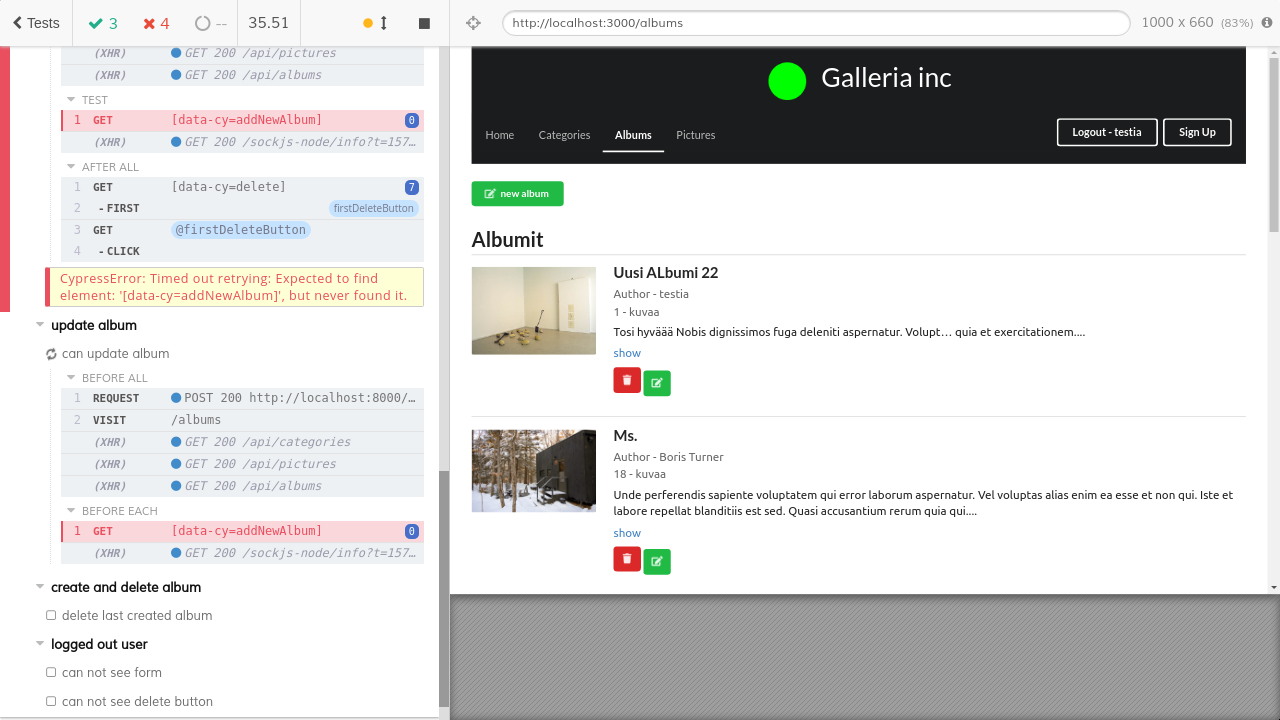 Tests
3
4
--
35.51
(XHR) GET 200 /api/pictures
(XHR) GET 200 /api/albums
TEST
1 GET [data-cy=addNewAlbum] 0
(XHR) GET 200 /sockjs-node/info?t=157…
AFTER ALL
1 GET [data-cy=delete] 7
2 - FIRST firstDeleteButton
3 GET @firstDeleteButton
4 - CLICK
CypressError: Timed out retrying: Expected to find
element: '[data-cy=addNewAlbum]', but never found it.
update album
can update album
BEFORE ALL
1 REQUEST POST 200 http://localhost:8000/…
2 VISIT /albums
(XHR) GET 200 /api/categories
(XHR) GET 200 /api/pictures
(XHR) GET 200 /api/albums
BEFORE EACH
1 GET [data-cy=addNewAlbum] 0
(XHR) GET 200 /sockjs-node/info?t=157…
create and delete album
delete last created album
logged out user
can not see form
can not see delete button
http://localhost:3000/albums
1000 x 660 (83%)
Galleria inc
Home Categories Albums Pictures Logout - testia Sign Up
new album
Albumit
Uusi ALbumi 22
Author - testia
1 - kuvaa
Tosi hyväää Nobis dignissimos fuga deleniti aspernatur. Volupt… quia et exercitationem....
show
Ms.
Author - Boris Turner
18 - kuvaa
Unde perferendis sapiente voluptatem qui error laborum aspernatur. Vel voluptas alias enim ea esse et non qui. Iste et
labore repellat blanditiis est sed. Quasi accusantium rerum quia qui....
show